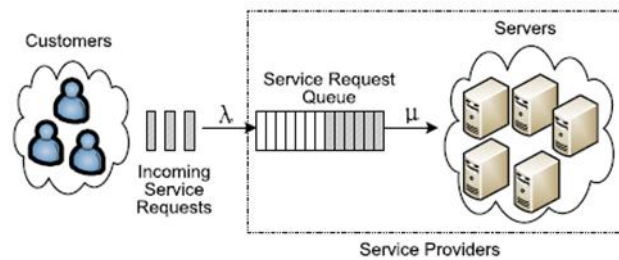 Customers
Incoming
Service
Requests
λ
Service Request
Queue
μ
Servers
Service Providers